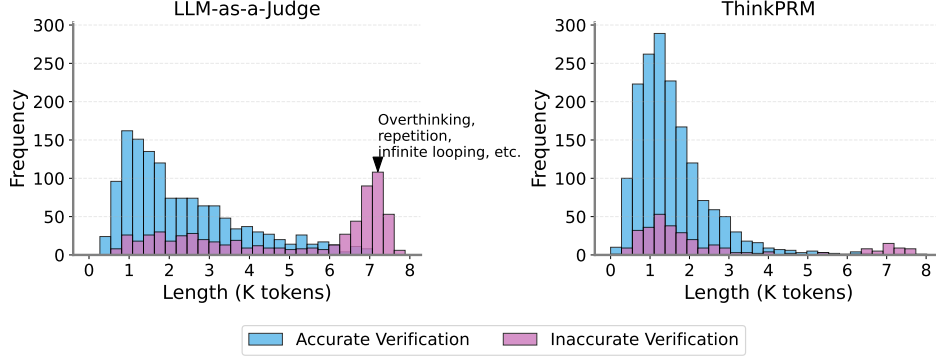 LLM-as-a-Judge
300
250
200
150
100
50
0
Frequency
0 1 2 3 4 5 6 7 8
Length (K tokens)
Overthinking,
repetition,
infinite looping, etc.
ThinkPRM
300
250
200
150
100
50
0
Frequency
0 1 2 3 4 5 6 7 8
Length (K tokens)
Accurate Verification
Inaccurate Verification